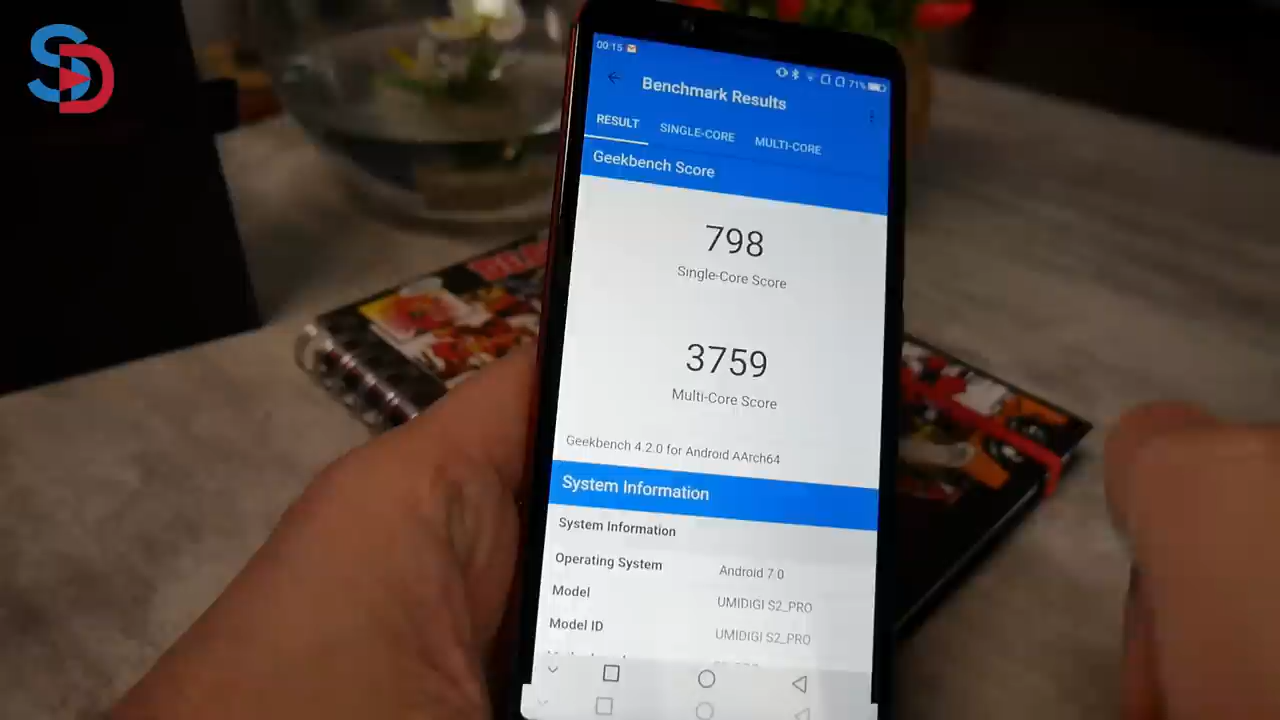 SD
00:15
71%
Benchmark Results
RESULT SINGLE-CORE MULTI-CORE
Geekbench Score
798
Single-Core Score
3759
Multi-Core Score
Geekbench 4.2.0 for Android AArch64
System Information
System Information
Operating System Android 7.0
Model UMIDIGI S2_PRO
Model ID UMIDIGI S2_PRO